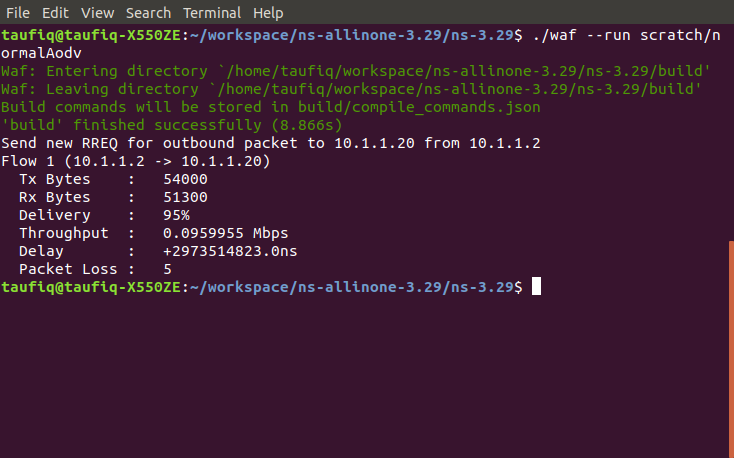 File Edit View Search Terminal Help
taufiq@taufiq-X550ZE:~/workspace/ns-allinone-3.29/ns-3.29$ ./waf --run scratch/n
ormalAodv
Waf: Entering directory `/home/taufiq/workspace/ns-allinone-3.29/ns-3.29/build'
Waf: Leaving directory `/home/taufiq/workspace/ns-allinone-3.29/ns-3.29/build'
Build commands will be stored in build/compile_commands.json
'build' finished successfully (8.866s)
Send new RREQ for outbound packet to 10.1.1.20 from 10.1.1.2
Flow 1 (10.1.1.2 -> 10.1.1.20)
  Tx Bytes    :   54000
  Rx Bytes    :   51300
  Delivery    :   95%
  Throughput  :   0.0959955 Mbps
  Delay       :   +2973514823.0ns
  Packet Loss :   5
taufiq@taufiq-X550ZE:~/workspace/ns-allinone-3.29/ns-3.29$